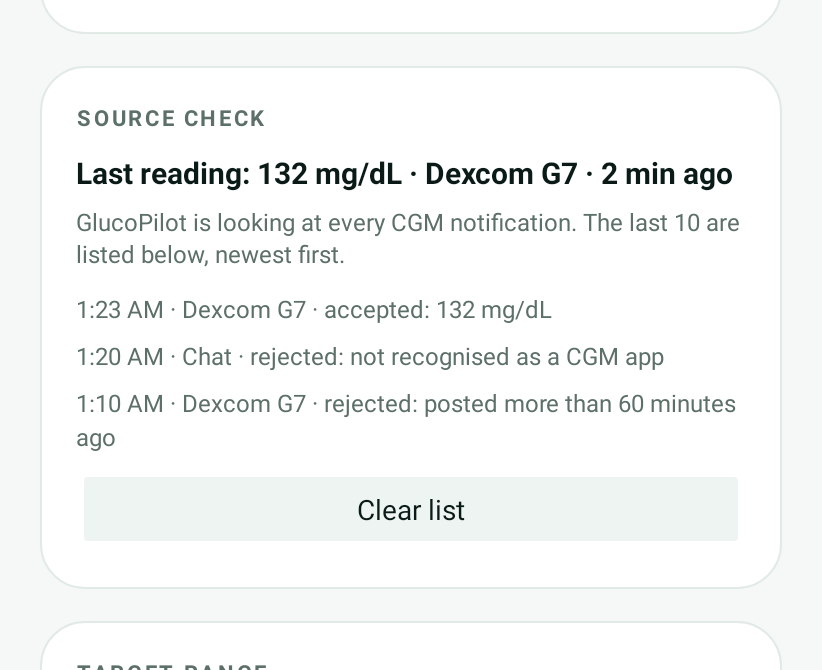 SOURCE CHECK
Last reading: 132 mg/dL · Dexcom G7 · 2 min ago
GlucoPilot is looking at every CGM notification. The last 10 are
listed below, newest first.
1:23 AM · Dexcom G7 · accepted: 132 mg/dL
1:20 AM · Chat · rejected: not recognised as a CGM app
1:10 AM · Dexcom G7 · rejected: posted more than 60 minutes
ago
Clear list
TARGET RANGE